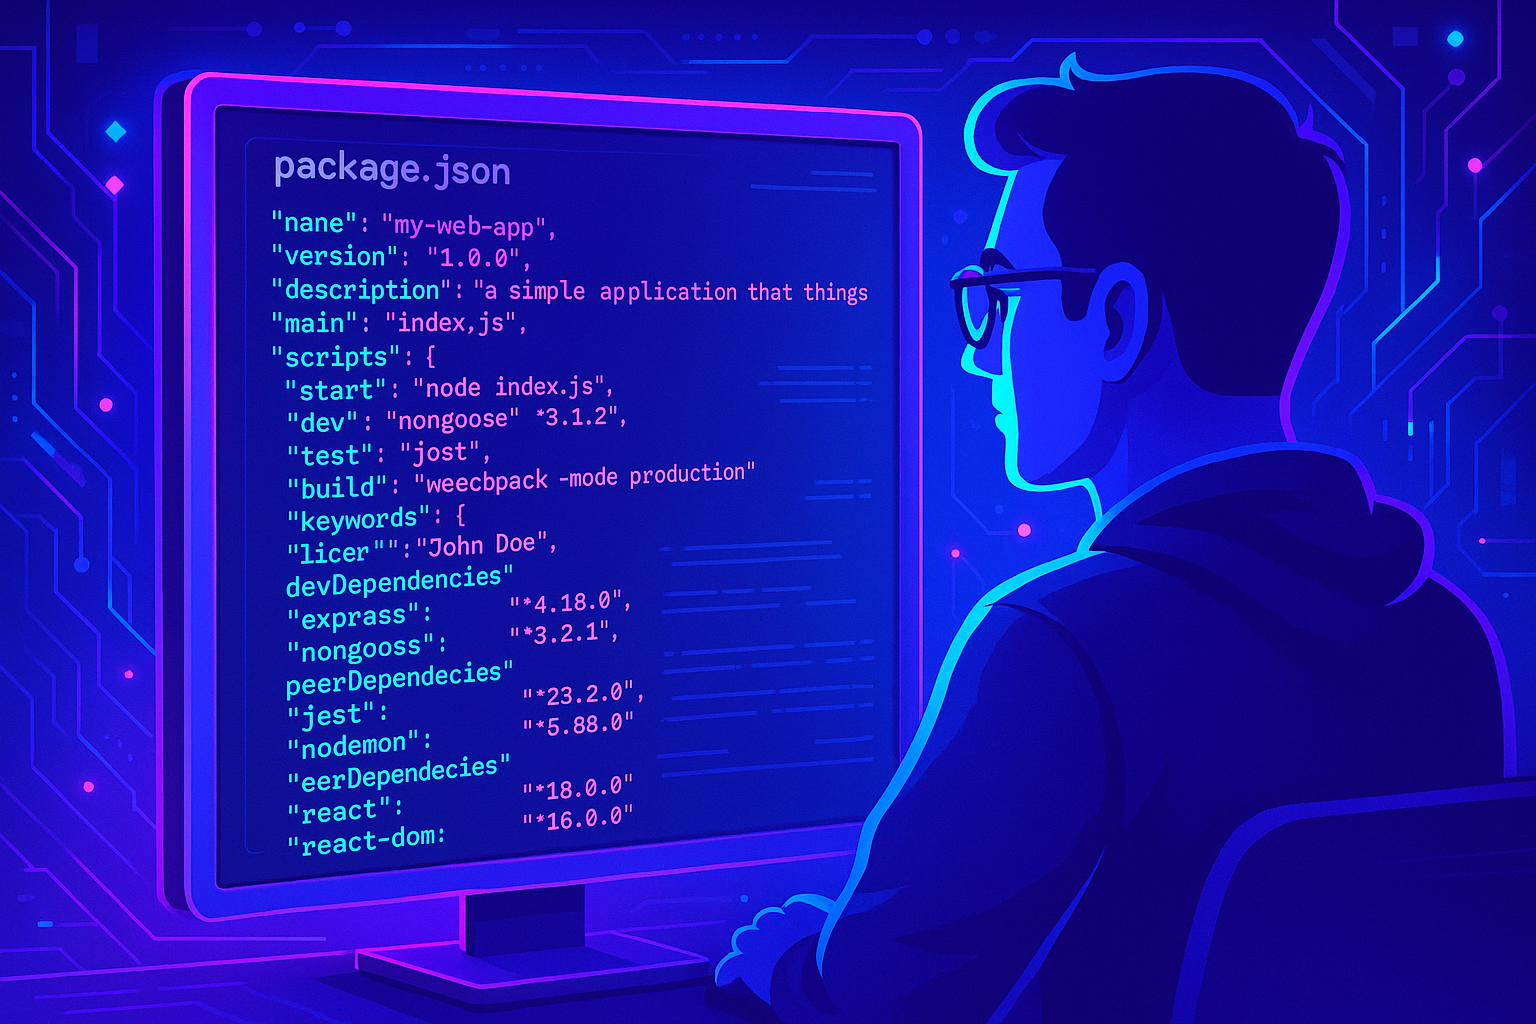 package.json
"nane": "my-web-app",
"version": "1.0.0",
"description": "a simple application that things
"main": "index,js",
"scripts": {
"start": "node index.js",
"dev": "nongoose" *3.1.2",
"test": "jost",
"build": "weecbpack -mode production"
"keywords": {
"licer"":"John Doe",
devDependencies"
"exprass": "*4.18.0",
"nongooss": "*3.2.1",
peerDependecies"
"jest": "*23.2.0",
"nodemon": "*5.88.0"
"eerDependecies"
"react": "*18.0.0"
"react-dom: "*16.0.0"